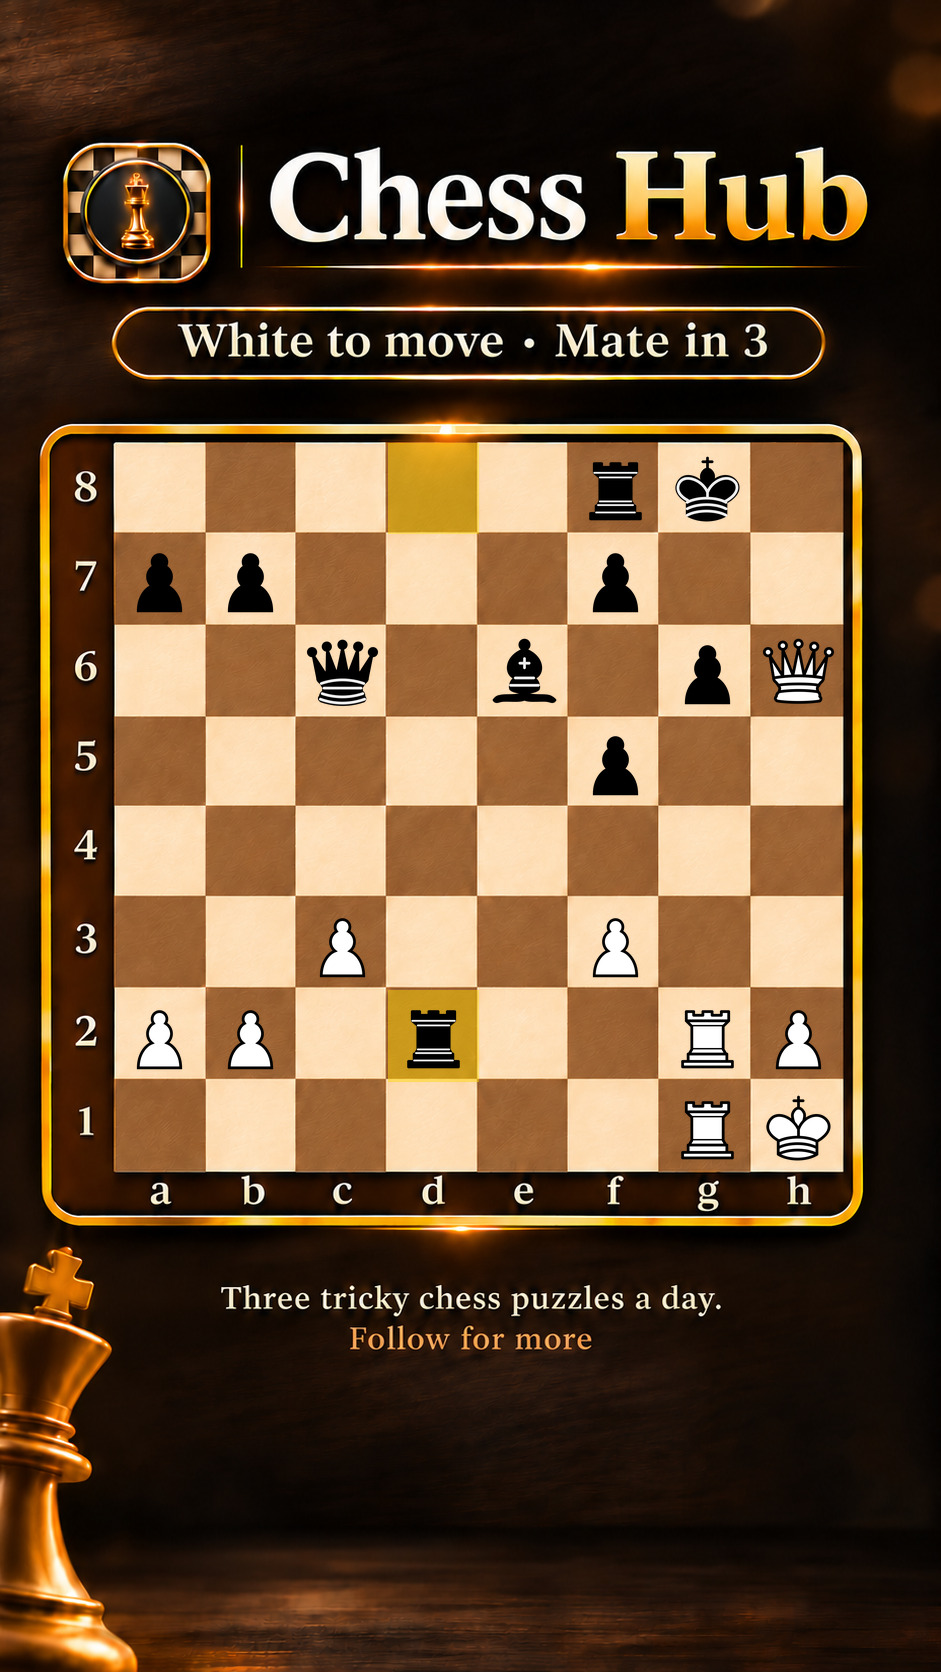 Chess Hub
White to move • Mate in 3
8
7
6
5
4
3
2
1
a b c d e f g h
Three tricky chess puzzles a day.
Follow for more